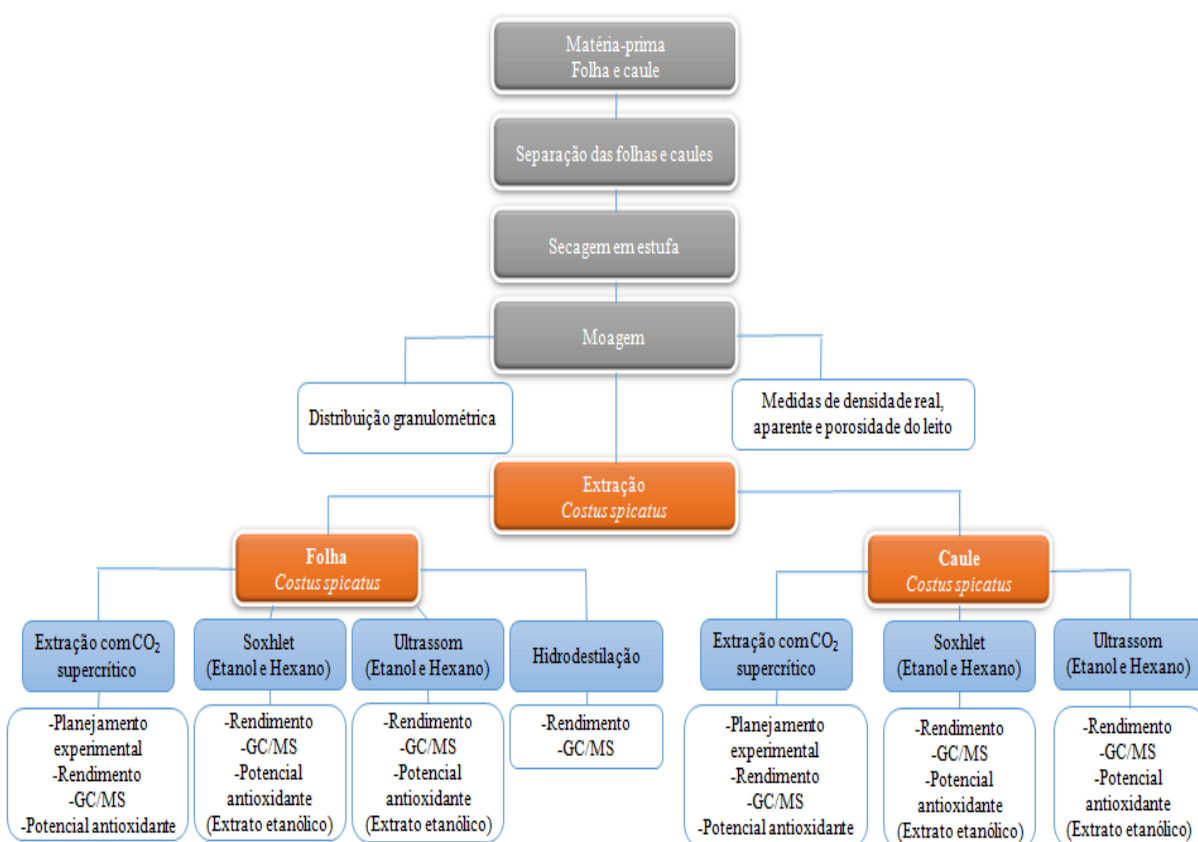 Matéria-prima
Folha e caule
Separação das folhas e caules
Secagem em estufa
Moagem
Distribuição granulométrica
Medidas de densidade real,
aparente e porosidade do leito
Extração
Costus spicatus
Folha
Costus spicatus
Caule
Costus spicatus
Extração com CO₂
supercrítico
Soxhlet
(Etanol e Hexano)
Ultrassom
(Etanol e Hexano)
Hidrodestilação
Extração com CO₂
supercrítico
Soxhlet
(Etanol e Hexano)
Ultrassom
(Etanol e Hexano)
-Planejamento
experimental
-Rendimento
-GC/MS
-Potencial antioxidante
-Rendimento
-GC/MS
-Potencial
antioxidante
(Extrato etanólico)
-Rendimento
-GC/MS
-Potencial
antioxidante
(Extrato etanólico)
-Rendimento
-GC/MS
-Planejamento
experimental
-Rendimento
-GC/MS
-Potencial antioxidante
-Rendimento
-GC/MS
-Potencial
antioxidante
(Extrato etanólico)
-Rendimento
-GC/MS
-Potencial
antioxidante
(Extrato etanólico)